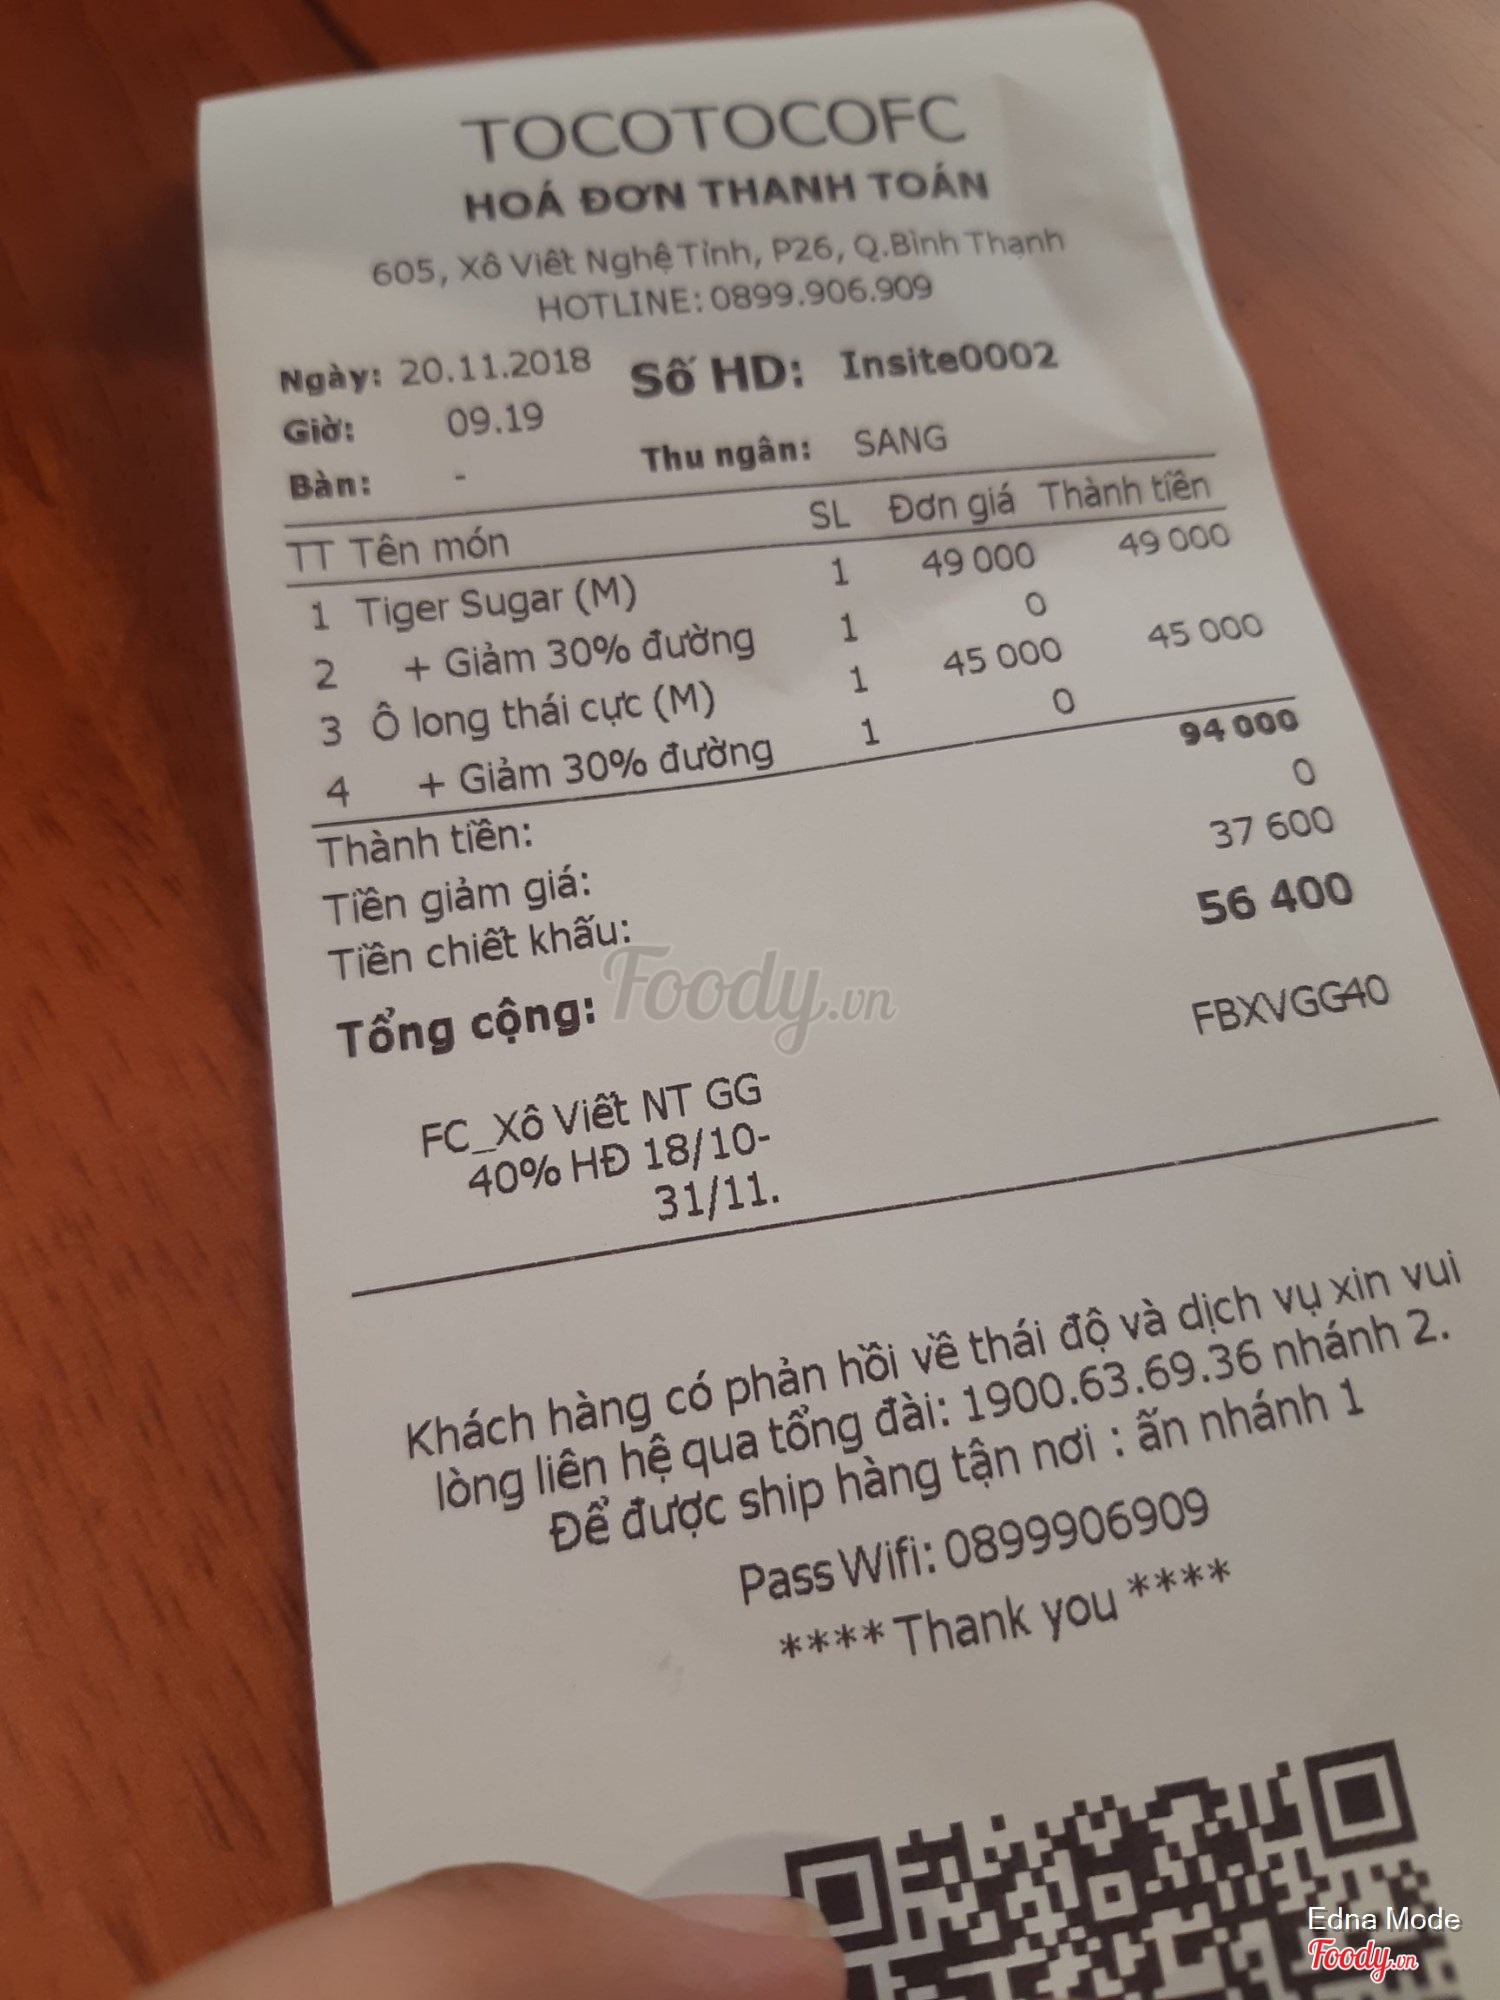 TOCOTOCOFC
HOÁ ĐƠN THANH TOÁN
605, Xô Viết Nghệ Tĩnh, P26, Q.Bình Thạnh
HOTLINE: 0899.906.909
Ngày: 20.11.2018 Số HD: Insite0002
Giờ: 09.19
Bàn: - Thu ngân: SANG
TT Tên món SL Đơn giá Thành tiền
1 Tiger Sugar (M) 1 49 000 49 000
2 + Giảm 30% đường 1 0
3 Ô long thái cực (M) 1 45 000 45 000
4 + Giảm 30% đường 1 0
Thành tiền: 94 000
Tiền giảm giá: 0
Tiền chiết khấu: 37 600
Tổng cộng: 56 400
FBXVGG40
FC_Xô Viết NT GG
40% HĐ 18/10-
31/11.
Khách hàng có phản hồi về thái độ và dịch vụ xin vui
lòng liên hệ qua tổng đài: 1900.63.69.36 nhánh 2.
Để được ship hàng tận nơi : ấn nhánh 1
Pass Wifi: 0899906909
**** Thank you ****
Foody.vn
Edna Mode
Foody.vn